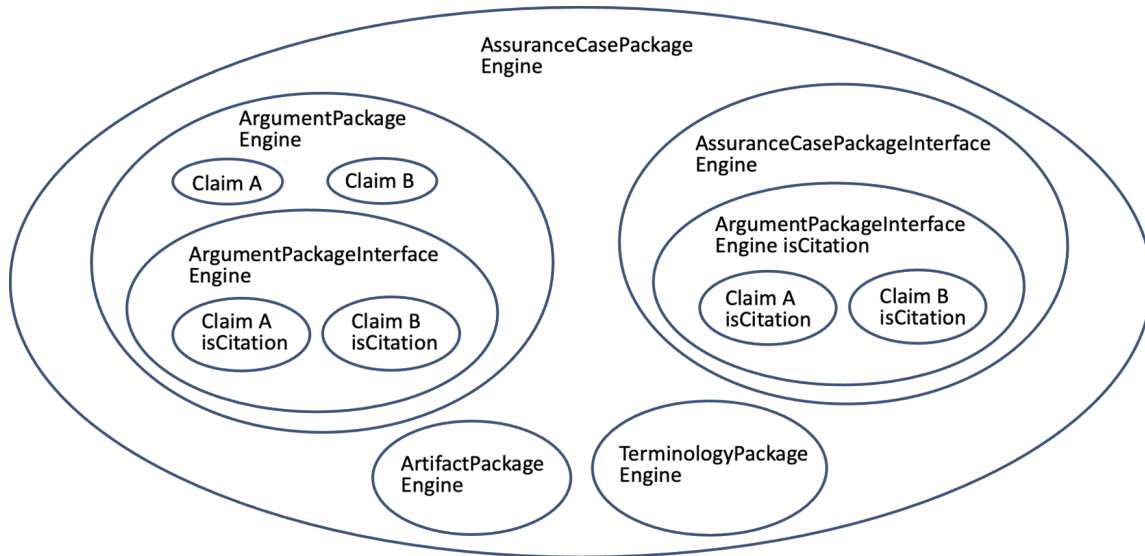 AssuranceCasePackage
Engine
ArgumentPackage
Engine
Claim A
Claim B
ArgumentPackageInterface
Engine
Claim A
isCitation
Claim B
isCitation
AssuranceCasePackageInterface
Engine
ArgumentPackageInterface
Engine isCitation
Claim A
isCitation
Claim B
isCitation
ArtifactPackage
Engine
TerminologyPackage
Engine